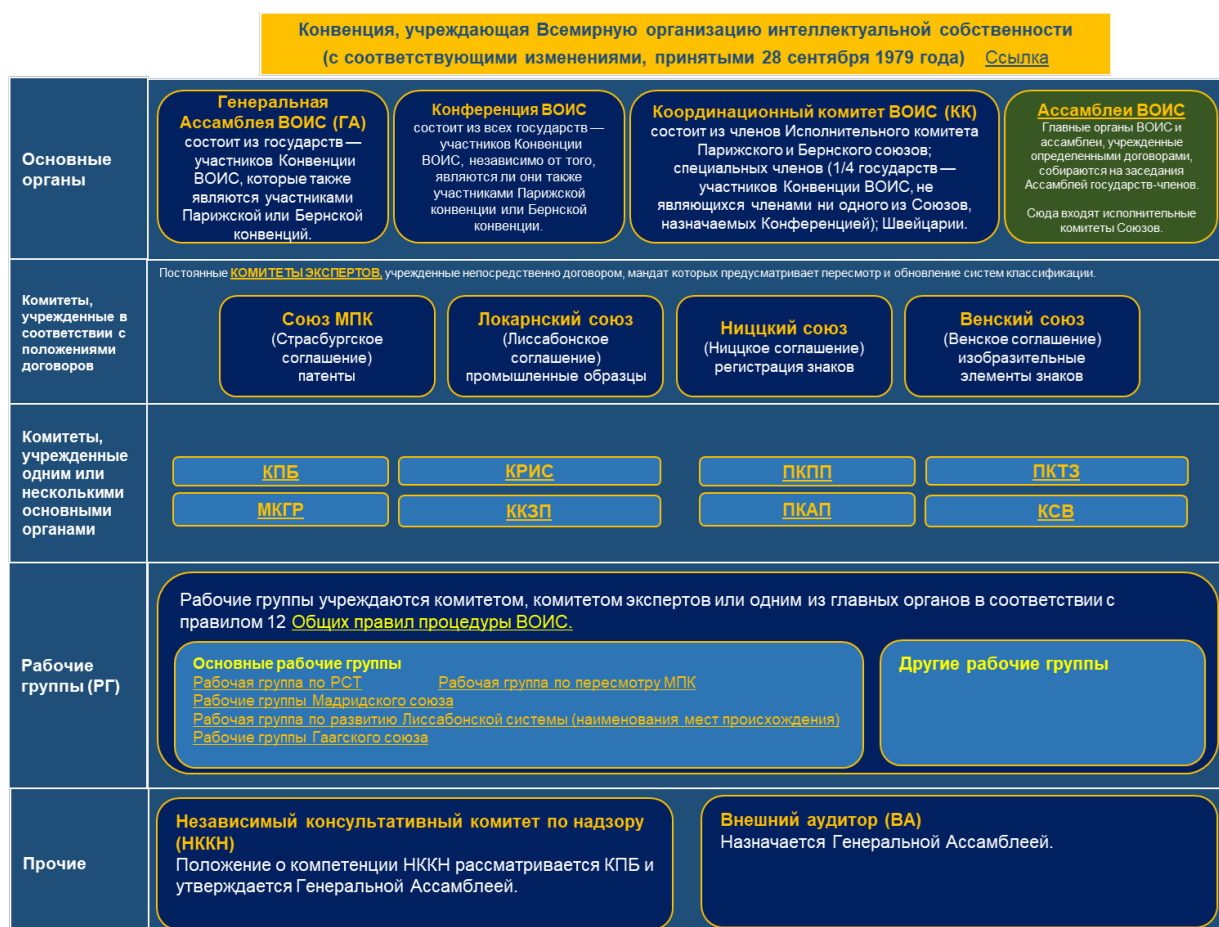 Конвенция, учреждающая Всемирную организацию интеллектуальной собственности
(с соответствующими изменениями, принятыми 28 сентября 1979 года) Ссылка
Основные
органы
Генеральная
Ассамблея ВОИС (ГА)
состоит из государств —
участников Конвенции
ВОИС, которые также
являются участниками
Парижской или Бернской
конвенций.
Конференция ВОИС
состоит из всех государств —
участников Конвенции
ВОИС, независимо от того,
являются ли они также
участниками Парижской
конвенции или Бернской
конвенции.
Координационный комитет ВОИС (КК)
состоит из членов Исполнительного комитета
Парижского и Бернского союзов;
специальных членов (1/4 государств —
участников Конвенции ВОИС, не
являющихся членами ни одного из Союзов,
назначаемых Конференцией); Швейцарии.
Ассамблеи ВОИС
Главные органы ВОИС и
ассамблеи, учрежденные
определенными договорами,
собираются на заседания
Ассамблей государств-членов.
Сюда входят исполнительные
комитеты Союзов.
Комитеты,
учрежденные в
соответствии с
положениями
договоров
Постоянные КОМИТЕТЫ ЭКСПЕРТОВ, учрежденные непосредственно договором, мандат которых предусматривает пересмотр и обновление систем классификации.
Союз МПК
(Страсбургское
соглашение)
патенты
Локарнский союз
(Лиссабонское
соглашение)
промышленные образцы
Ниццкий союз
(Ниццкое соглашение)
регистрация знаков
Венский союз
(Венское соглашение)
изобразительные
элементы знаков
Комитеты,
учрежденные
одним или
несколькими
основными
органами
КПБ
КРИС
ПКПП
ПКТЗ
МКГР
ККЗП
ПКАП
КСВ
Рабочие
группы (РГ)
Рабочие группы учреждаются комитетом, комитетом экспертов или одним из главных органов в соответствии с
правилом 12 Общих правил процедуры ВОИС.
Основные рабочие группы
Рабочая группа по РСТ Рабочая группа по пересмотру МПК
Рабочие группы Мадридского союза
Рабочая группа по развитию Лиссабонской системы (наименования мест происхождения)
Рабочие группы Гаагского союза
Другие рабочие группы
Прочие
Независимый консультативный комитет по надзору
(НККН)
Положение о компетенции НККН рассматривается КПБ и
утверждается Генеральной Ассамблеей.
Внешний аудитор (ВА)
Назначается Генеральной Ассамблеей.